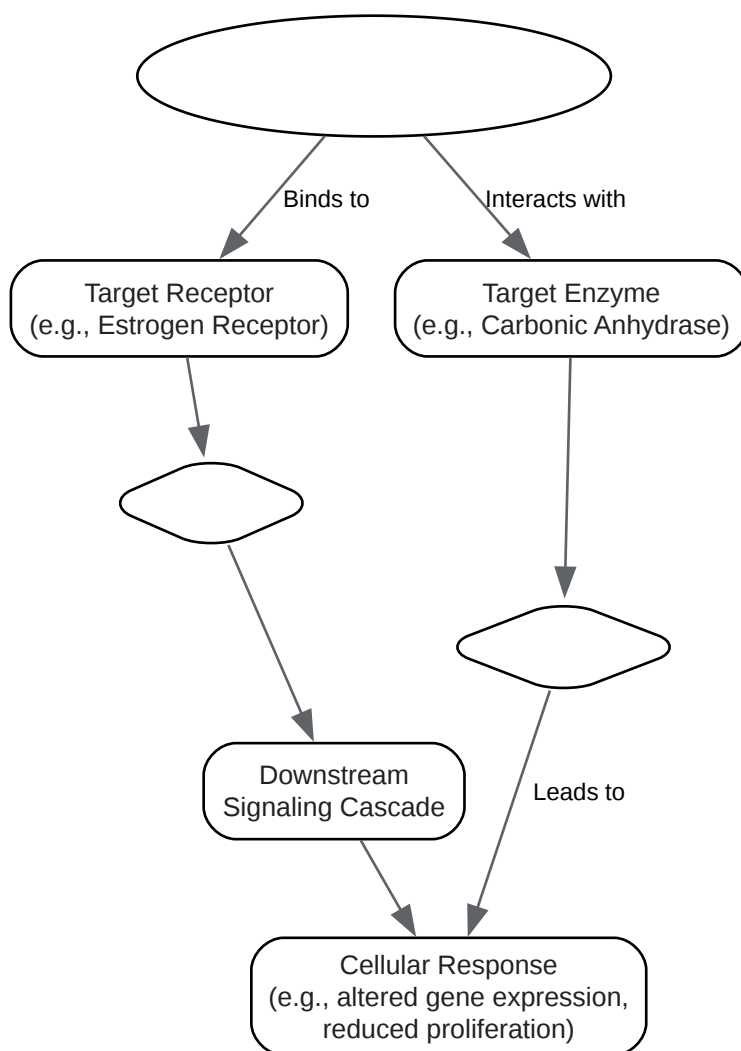 Binds to
Interacts with
Target Receptor
(e.g., Estrogen Receptor)
Target Enzyme
(e.g., Carbonic Anhydrase)
Downstream
Signaling Cascade
Leads to
Cellular Response
(e.g., altered gene expression,
reduced proliferation)